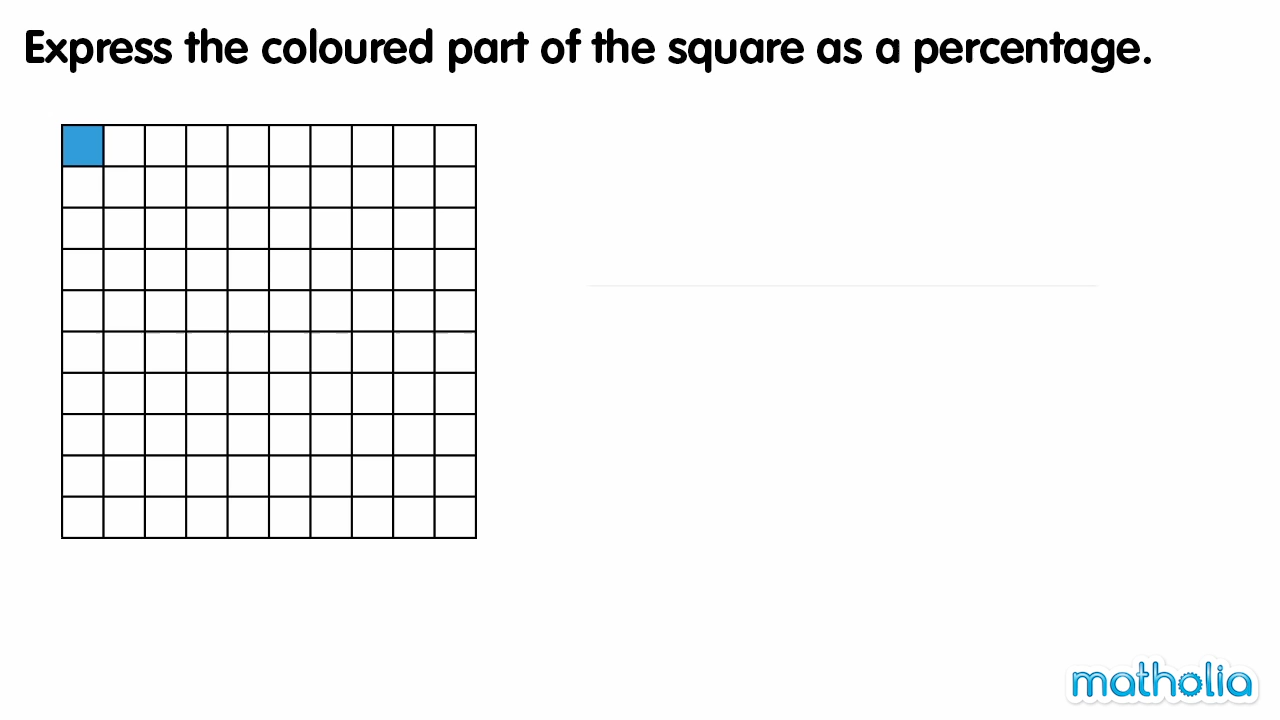 Express the coloured part of the square as a percentage.
matholia